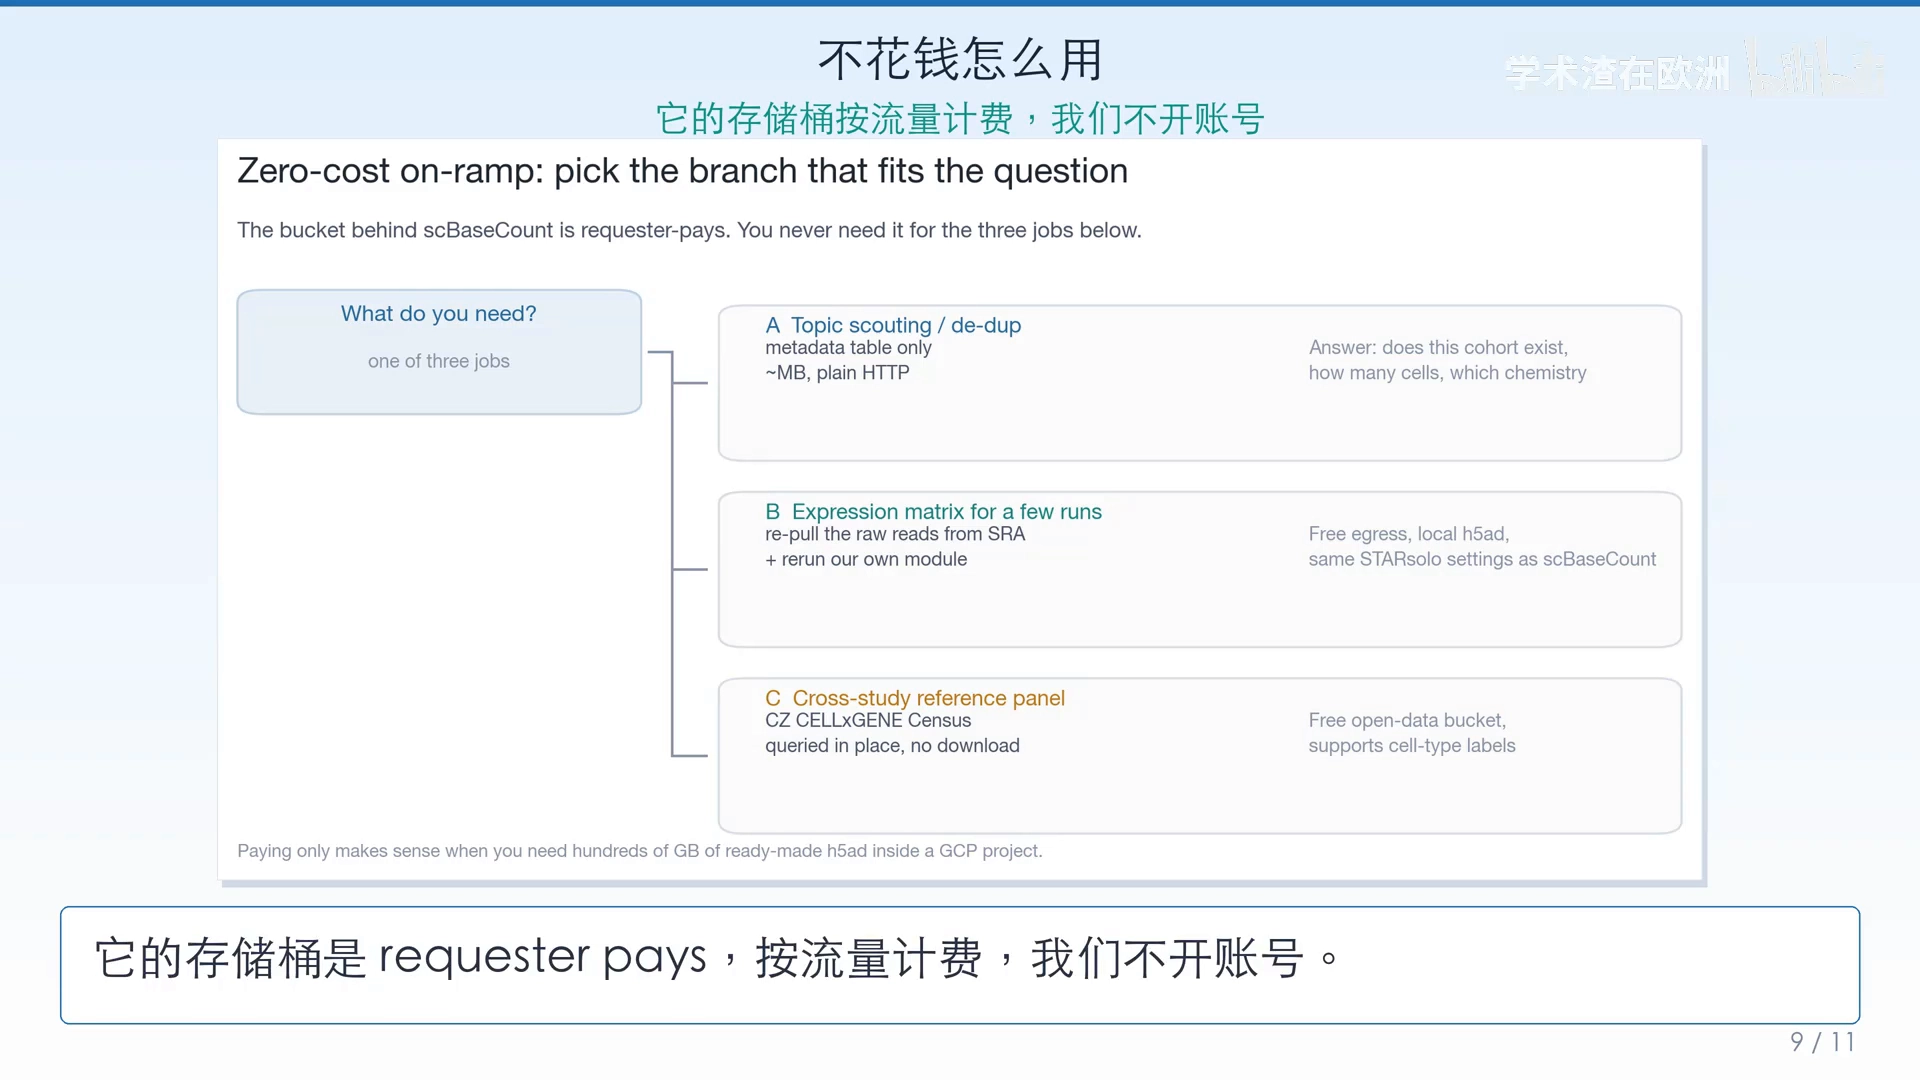 不花钱怎么用
学术渣在欧洲 bilibili
它的存储桶按流量计费，我们不开账号
Zero-cost on-ramp: pick the branch that fits the question
The bucket behind scBaseCount is requester-pays. You never need it for the three jobs below.
What do you need?
one of three jobs
A Topic scouting / de-dup
metadata table only
~MB, plain HTTP
Answer: does this cohort exist,
how many cells, which chemistry
B Expression matrix for a few runs
re-pull the raw reads from SRA
+ rerun our own module
Free egress, local h5ad,
same STARsolo settings as scBaseCount
C Cross-study reference panel
CZ CELLxGENE Census
queried in place, no download
Free open-data bucket,
supports cell-type labels
Paying only makes sense when you need hundreds of GB of ready-made h5ad inside a GCP project.
它的存储桶是 requester pays，按流量计费，我们不开账号。
9 / 11